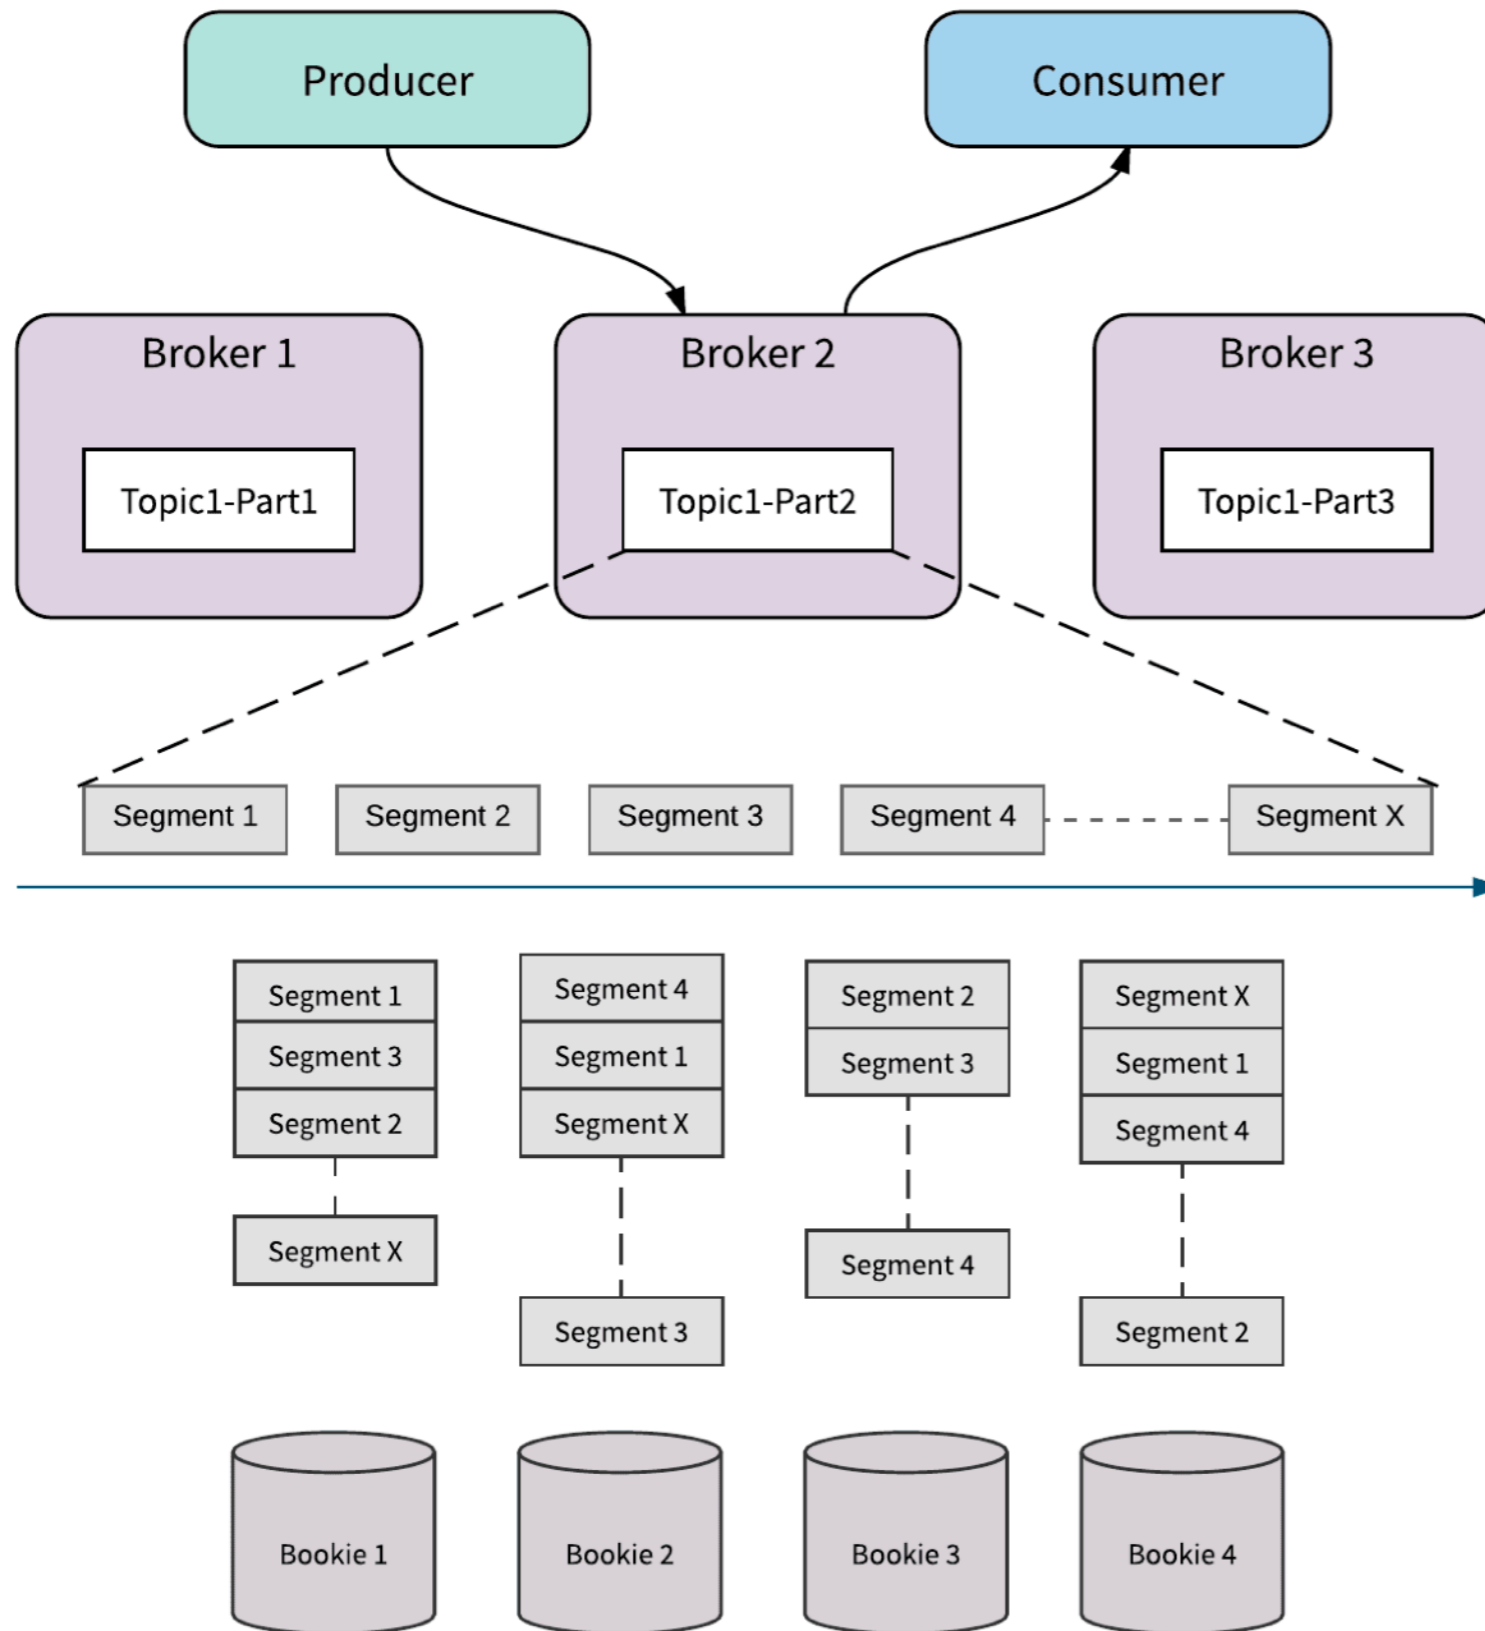 Producer
Consumer
Broker 1
Broker 2
Broker 3
Topic1-Part1
Topic1-Part2
Topic1-Part3
Segment 1
Segment 2
Segment 3
Segment 4
Segment X
Segment 1
Segment 3
Segment 2
Segment X
Segment 4
Segment 1
Segment X
Segment 3
Segment 2
Segment 3
Segment 4
Segment X
Segment 1
Segment 4
Segment 2
Bookie 1
Bookie 2
Bookie 3
Bookie 4